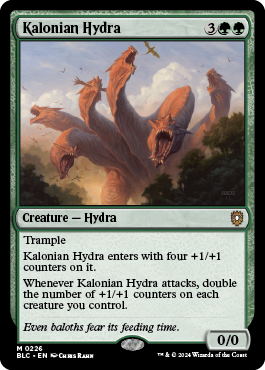 Kalonian Hydra 3
Creature — Hydra
Trample
Kalonian Hydra enters with four +1/+1
counters on it.
Whenever Kalonian Hydra attacks, double
the number of +1/+1 counters on each
creature you control.
Even baloths fear its feeding time.
0/0
M 0226
BLC • EN Chris Rahn
™ & © 2024 Wizards of the Coast